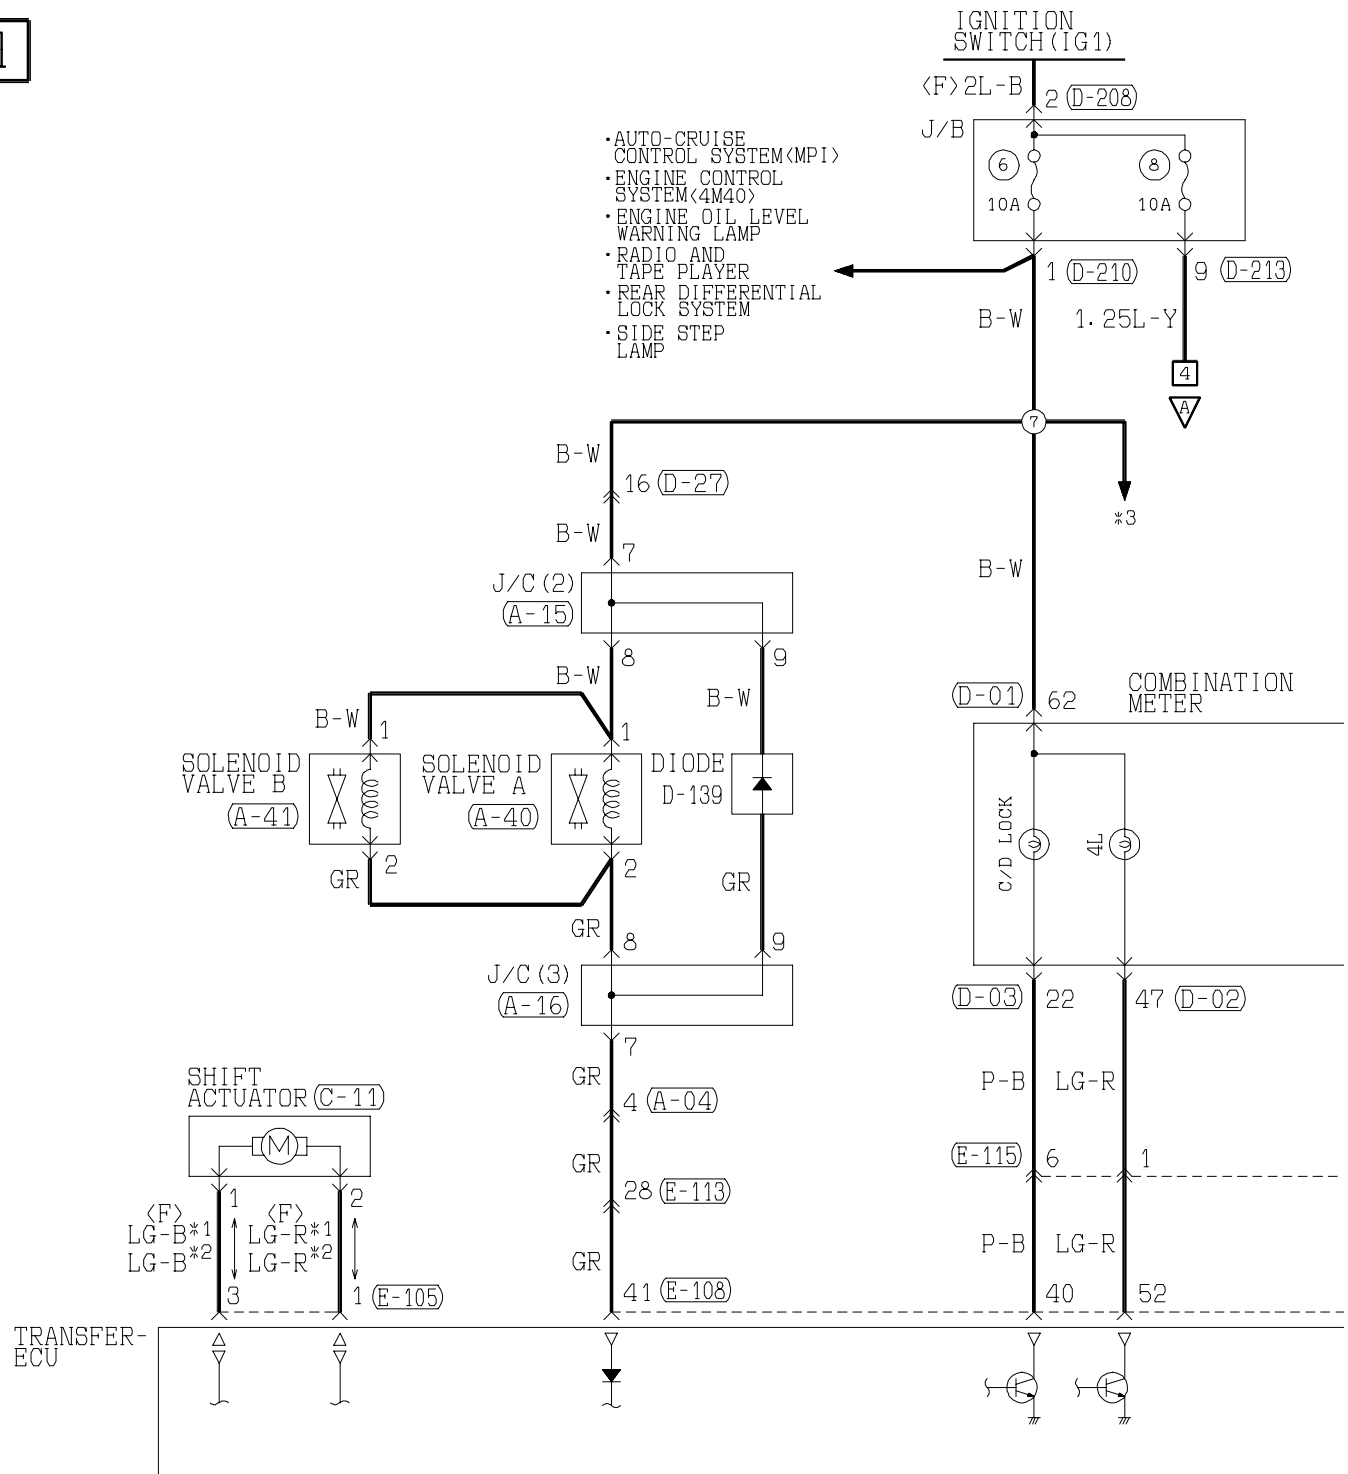 1
IGNITION
SWITCH(IG1)
<F>2L-B
2 (D-208)
J/B
6
10A
8
10A
·AUTO-CRUISE
CONTROL SYSTEM<MPI>
·ENGINE CONTROL
SYSTEM<4M40>
·ENGINE OIL LEVEL
WARNING LAMP
·RADIO AND
TAPE PLAYER
·REAR DIFFERENTIAL
LOCK SYSTEM
·SIDE STEP
LAMP
1 (D-210)
9 (D-213)
B-W
1.25L-Y
4
A
7
B-W
16 (D-27)
*3
B-W
7
B-W
J/C(2)
(A-15)
8
9
B-W
B-W
B-W
1
1
(D-01) 62
COMBINATION
METER
SOLENOID
VALVE B
(A-41)
SOLENOID
VALVE A
(A-40)
DIODE
D-139
C/D LOCK
4L
2
2
GR
GR
GR
8
9
J/C(3)
(A-16)
(D-03) 22
47 (D-02)
7
GR
P-B
LG-R
SHIFT
ACTUATOR (C-11)
4 (A-04)
M
GR
(E-115) 6
1
1
2
28 (E-113)
<F>
LG-B*1
LG-B*2
<F>
LG-R*1
LG-R*2
GR
P-B
LG-R
3
1 (E-105)
41 (E-108)
40
52
TRANSFER-
ECU